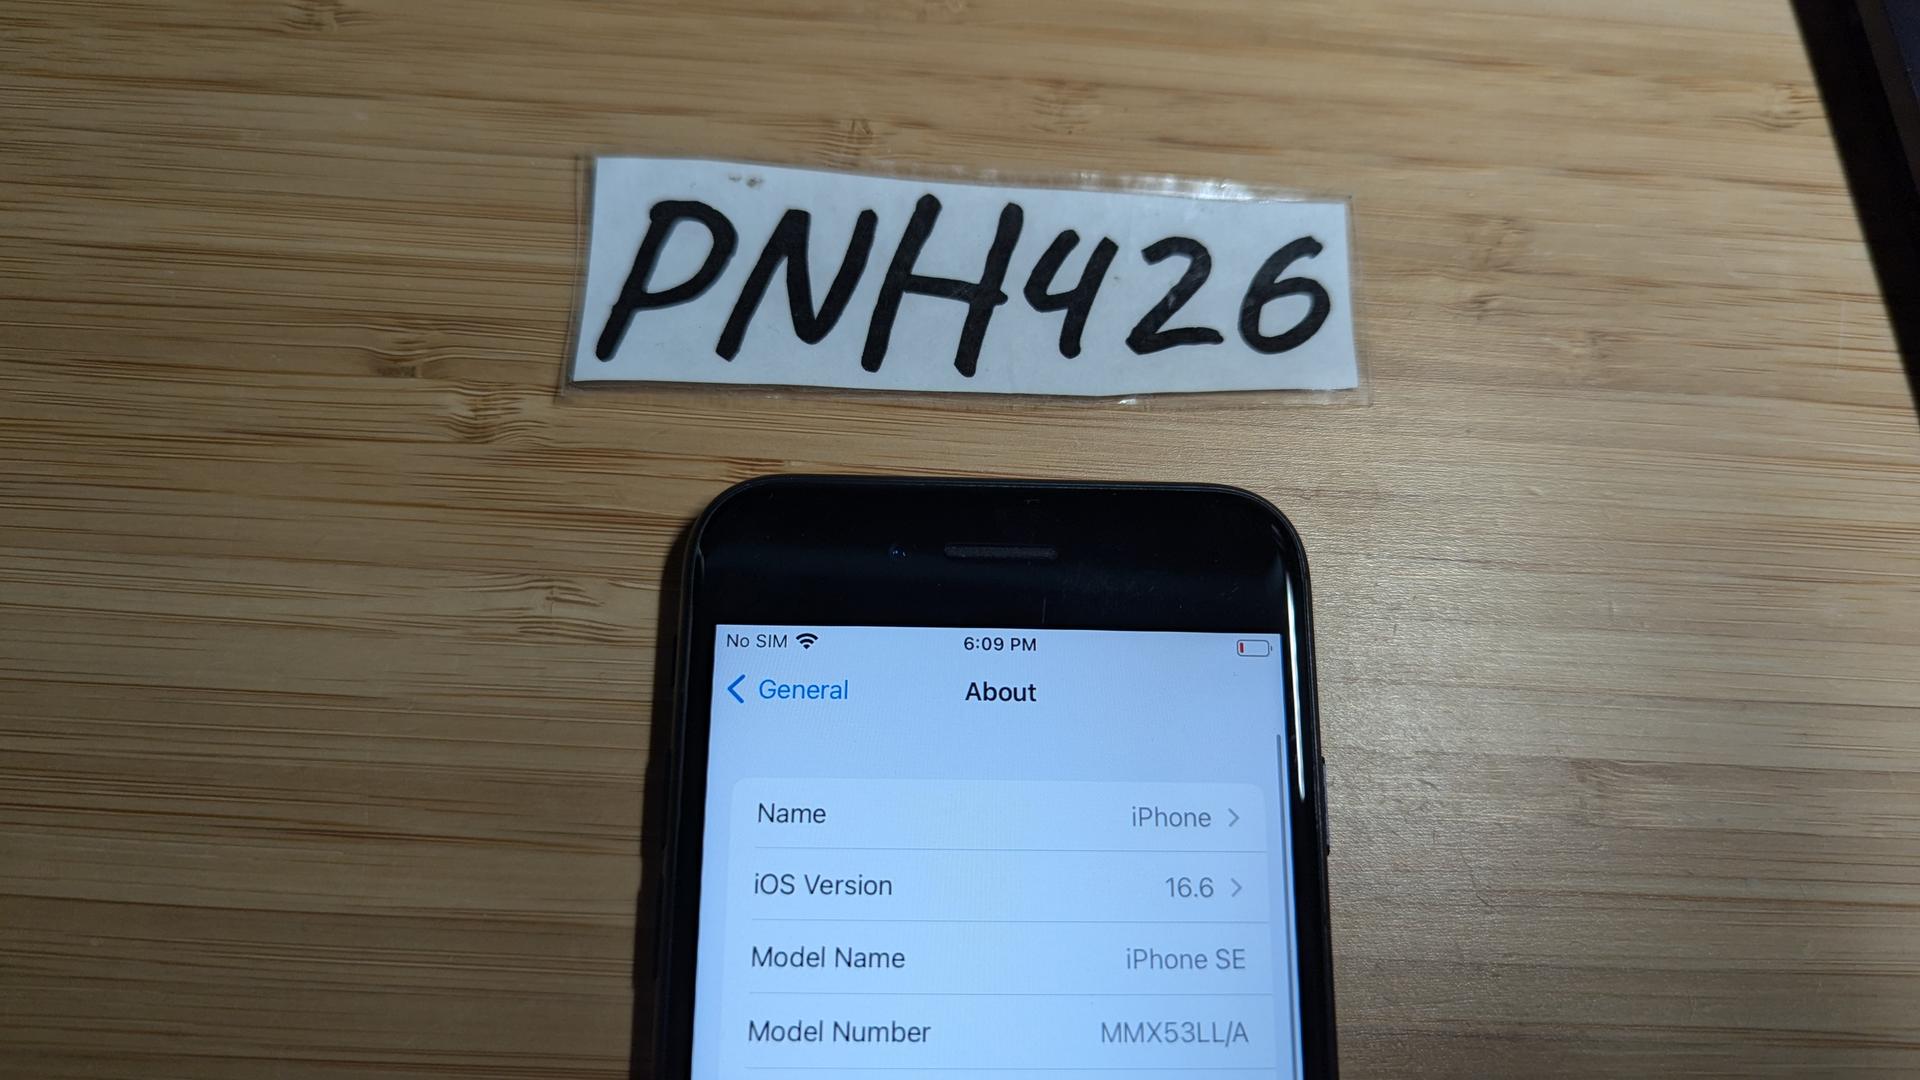 PNH426
No SIM 6:09 PM
General About
Name iPhone
iOS Version 16.6
Model Name iPhone SE
Model Number MMX53LL/A